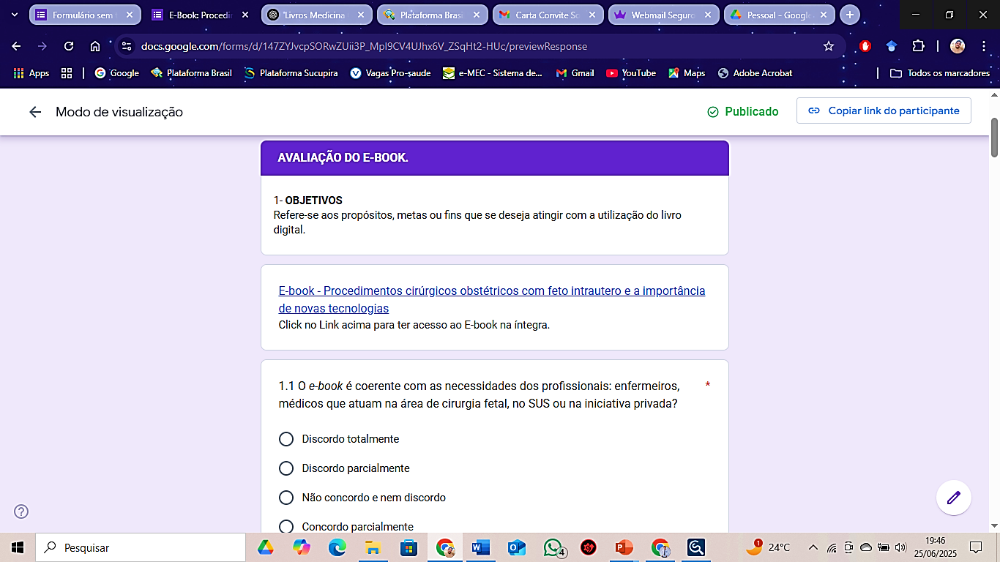 Formulário sem
E-Book: Procedim
'Livros Medicina
Plataforma Brasi
Carta Convite So
Webmail Seguro
Pessoal - Google
docs.google.com/forms/d/147ZYJvcpSORwZUii3P_MpI9CV4UJhx6V_ZSqHt2-HUc/previewResponse
Apps
Google
Plataforma Brasil
Plataforma Sucupira
Vagas Pro-saude
e-MEC - Sistema de...
Gmail
YouTube
Maps
Adobe Acrobat
Todos os marcadores
Modo de visualização
Publicado
Copiar link do participante
AVALIAÇÃO DO E-BOOK.
1- OBJETIVOS
Refere-se aos propósitos, metas ou fins que se deseja atingir com a utilização do livro
digital.
E-book - Procedimentos cirúrgicos obstétricos com feto intrautero e a importância
de novas tecnologias
Click no Link acima para ter acesso ao E-book na íntegra.
1.1 O e-book é coerente com as necessidades dos profissionais: enfermeiros, *
médicos que atuam na área de cirurgia fetal, no SUS ou na iniciativa privada?
Discordo totalmente
Discordo parcialmente
Não concordo e nem discordo
Concordo parcialmente
Pesquisar
4
1
24°C
19:46
25/06/2025